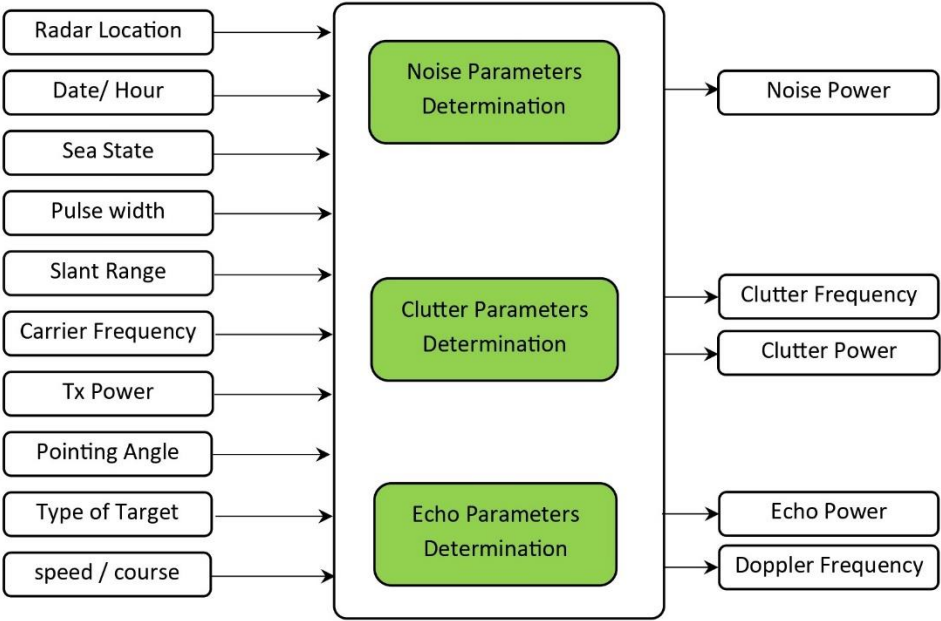 Radar Location
Date/ Hour
Sea State
Pulse width
Slant Range
Carrier Frequency
Tx Power
Pointing Angle
Type of Target
speed / course
Noise Parameters
Determination
Clutter Parameters
Determination
Echo Parameters
Determination
Noise Power
Clutter Frequency
Clutter Power
Echo Power
Doppler Frequency